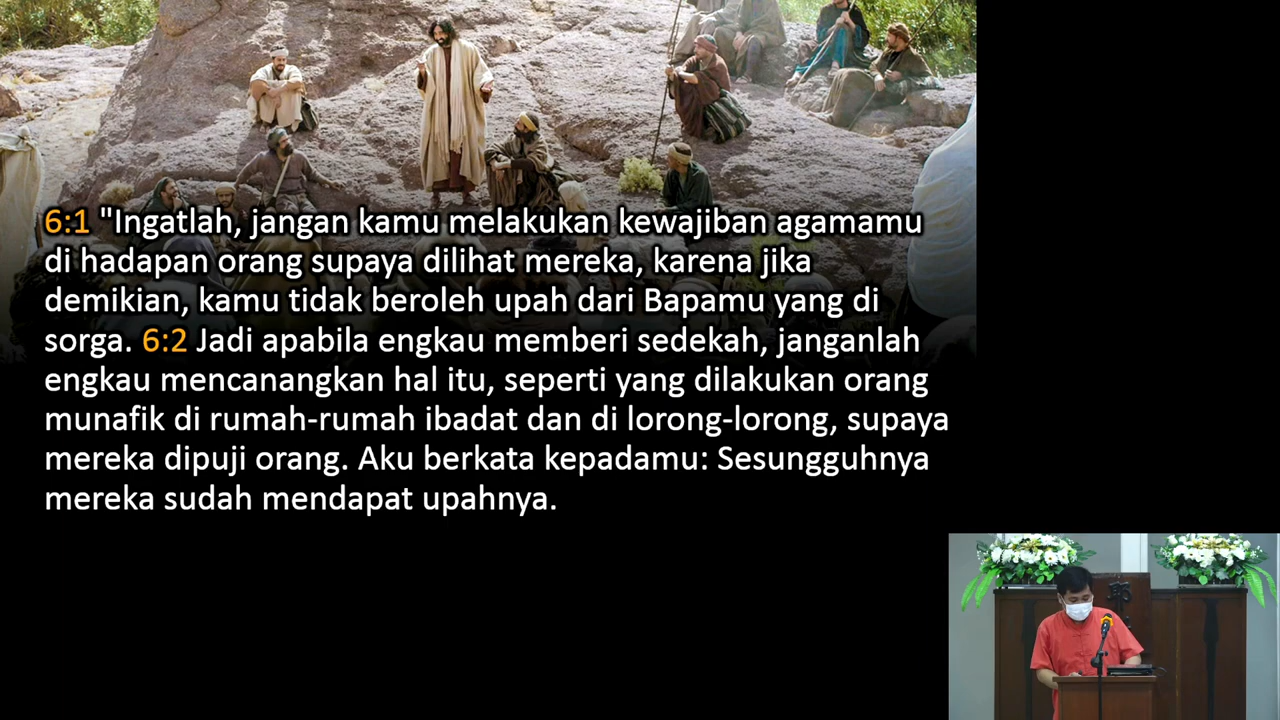 6:1 "Ingatlah, jangan kamu melakukan kewajiban agamamu
di hadapan orang supaya dilihat mereka, karena jika
demikian, kamu tidak beroleh upah dari Bapamu yang di
sorga. 6:2 Jadi apabila engkau memberi sedekah, janganlah
engkau mencanangkan hal itu, seperti yang dilakukan orang
munafik di rumah-rumah ibadat dan di lorong-lorong, supaya
mereka dipuji orang. Aku berkata kepadamu: Sesungguhnya
mereka sudah mendapat upahnya.